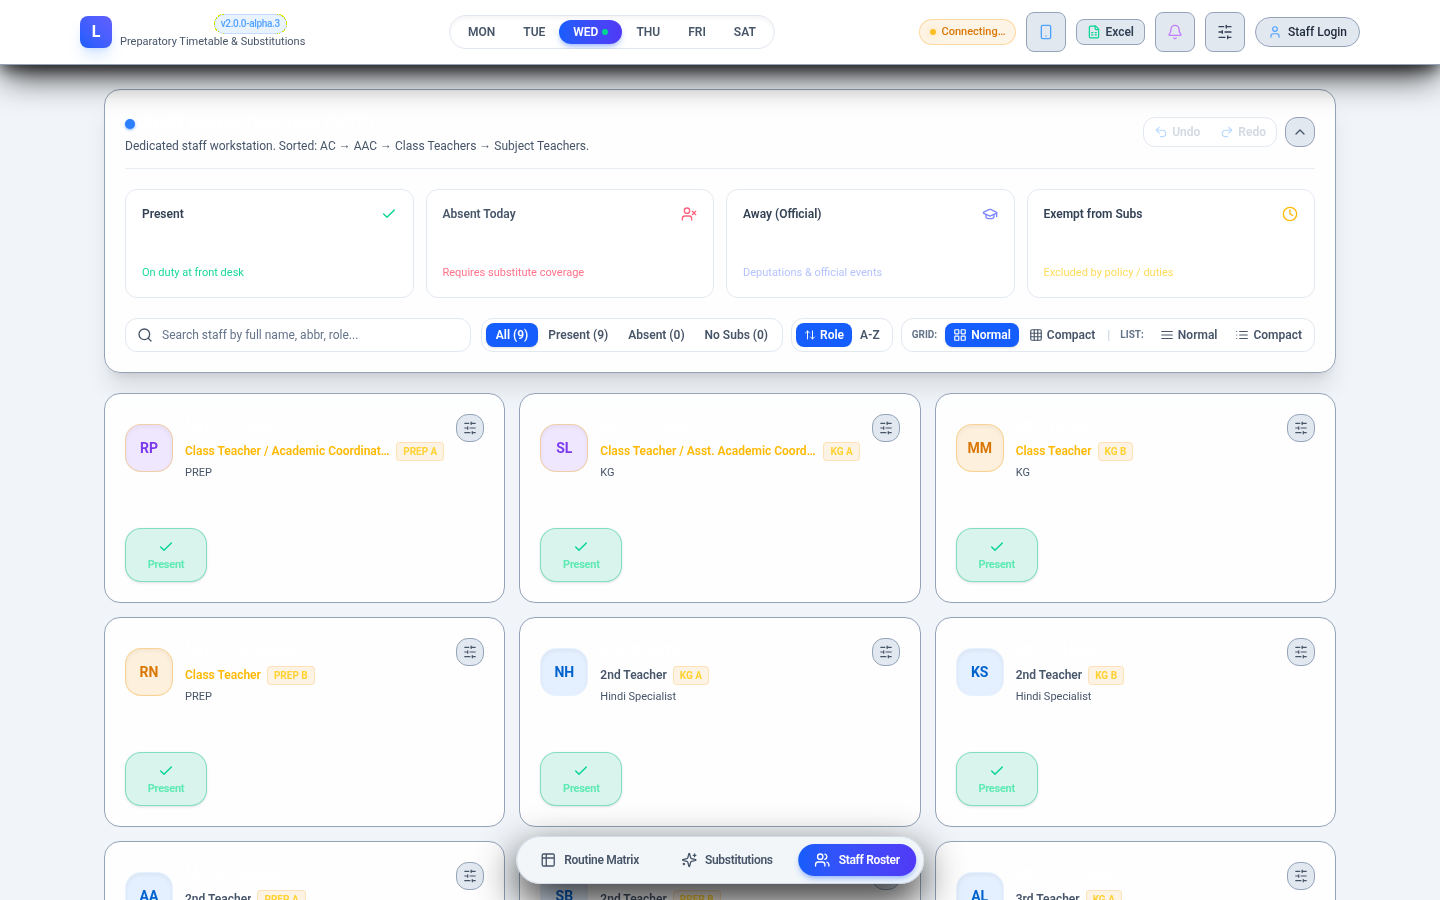 L
v2.0.0-alpha.3
Preparatory Timetable & Substitutions
MON TUE WED THU FRI SAT
Connecting...
Excel
Staff Login
Dedicated staff workstation. Sorted: AC → AAC → Class Teachers → Subject Teachers.
Undo Redo
Present
On duty at front desk
Absent Today
Requires substitute coverage
Away (Official)
Deputations & official events
Exempt from Subs
Excluded by policy / duties
Search staff by full name, abbr, role...
All (9) Present (9) Absent (0) No Subs (0)
Role A-Z
GRID: Normal Compact LIST: Normal Compact
RP
Class Teacher / Academic Coordinat... PREP A
PREP
Present
SL
Class Teacher / Asst. Academic Coord... KG A
KG
Present
MM
Class Teacher KG B
KG
Present
RN
Class Teacher PREP B
PREP
Present
NH
2nd Teacher KG A
Hindi Specialist
Present
KS
2nd Teacher KG B
Hindi Specialist
Present
AA
2nd Teacher PREP A
SB
2nd Teacher PREP B
AL
3rd Teacher KG A
Routine Matrix Substitutions Staff Roster